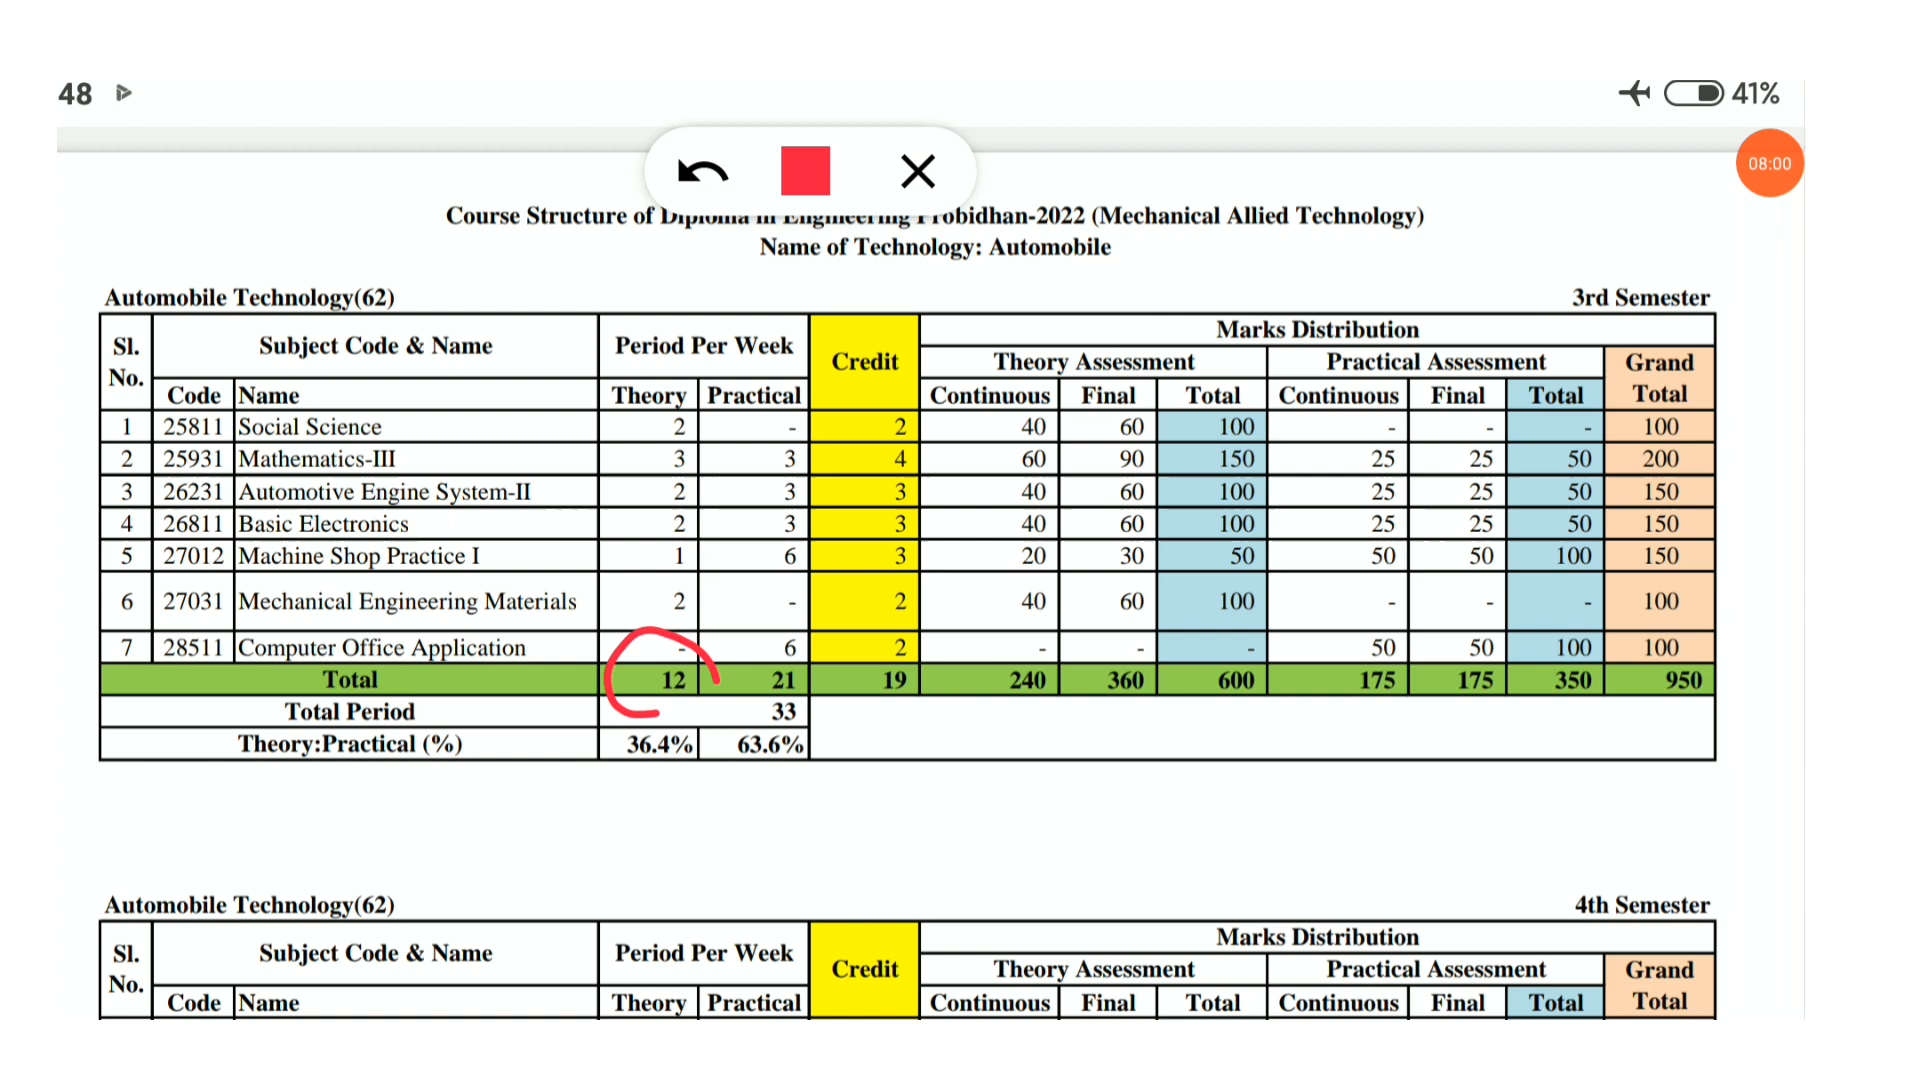 48 41%
08:00
Course Structure of Diploma in Engineering Probidhan-2022 (Mechanical Allied Technology)
Name of Technology: Automobile
Automobile Technology(62) 3rd Semester
Sl. No. Subject Code & Name Period Per Week Credit Marks Distribution
Theory Assessment Practical Assessment Grand Total
Code Name Theory Practical Continuous Final Total Continuous Final Total
1 25811 Social Science 2 - 2 40 60 100 - - - 100
2 25931 Mathematics-III 3 3 4 60 90 150 25 25 50 200
3 26231 Automotive Engine System-II 2 3 3 40 60 100 25 25 50 150
4 26811 Basic Electronics 2 3 3 40 60 100 25 25 50 150
5 27012 Machine Shop Practice I 1 6 3 20 30 50 50 50 100 150
6 27031 Mechanical Engineering Materials 2 - 2 40 60 100 - - - 100
7 28511 Computer Office Application - 6 2 - - - 50 50 100 100
Total 12 21 19 240 360 600 175 175 350 950
Total Period 33
Theory:Practical (%) 36.4% 63.6%
Automobile Technology(62) 4th Semester
Sl. No. Subject Code & Name Period Per Week Credit Marks Distribution
Theory Assessment Practical Assessment Grand Total
Code Name Theory Practical Continuous Final Total Continuous Final Total